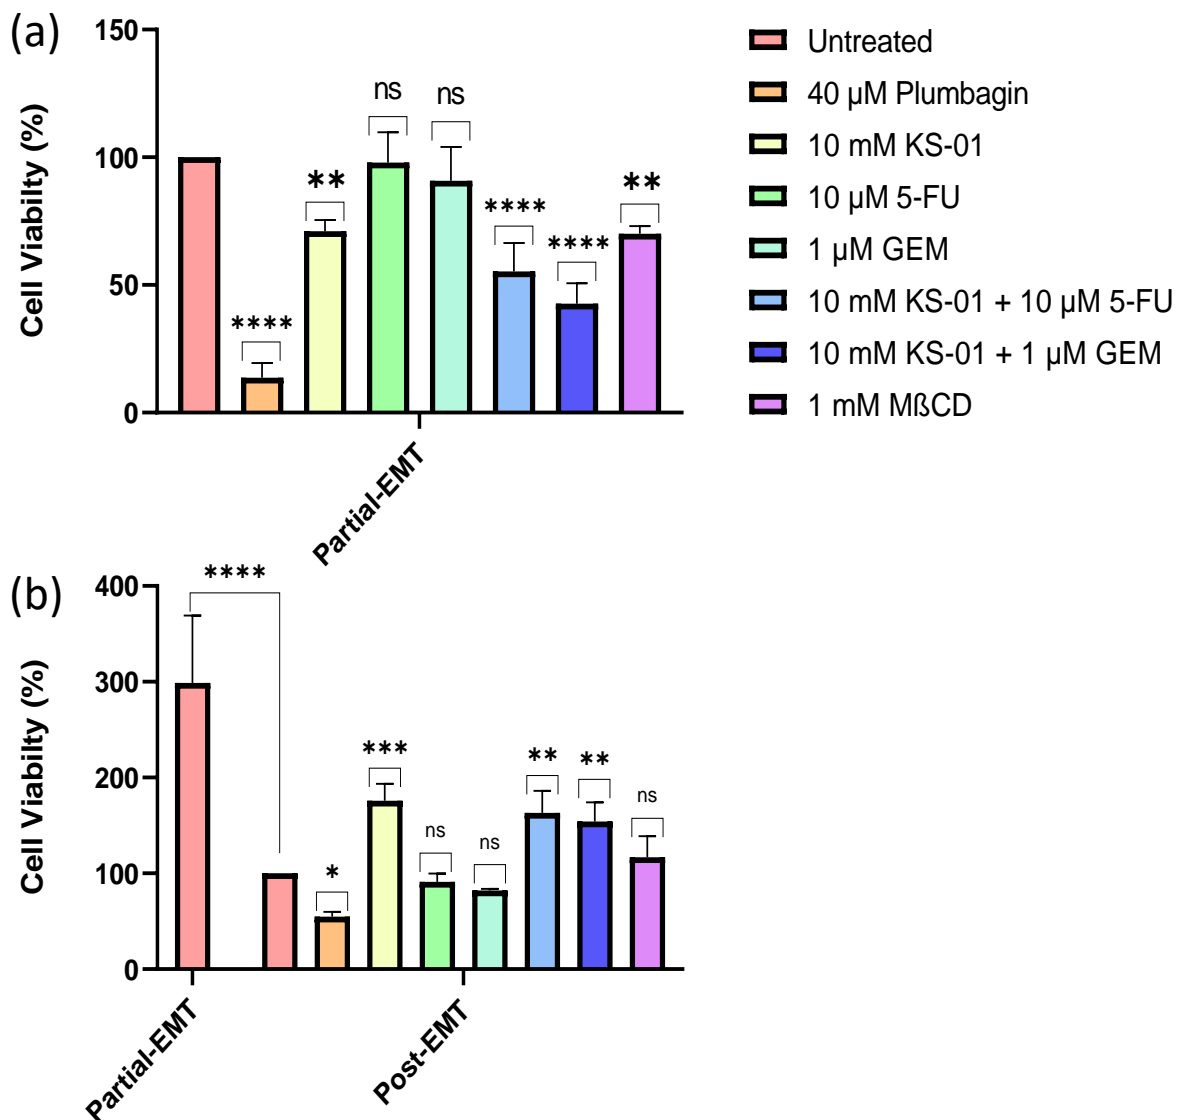 (a)
Cell Viabilty (%)
150
100
50
0
****
**
ns
ns
****
****
**
Partial-EMT
Untreated
40 µM Plumbagin
10 mM KS-01
10 µM 5-FU
1 µM GEM
10 mM KS-01 + 10 µM 5-FU
10 mM KS-01 + 1 µM GEM
1 mM MßCD
(b)
Cell Viabilty (%)
400
300
200
100
0
****
*
***
ns
ns
**
**
ns
Partial-EMT
Post-EMT